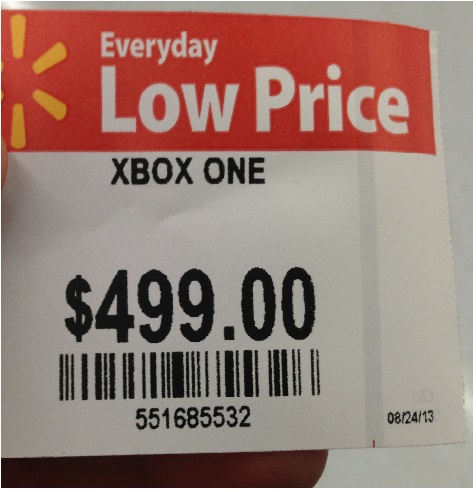 Everyday
Low Price
XBOX ONE
$499.00
551685532
08/24/13